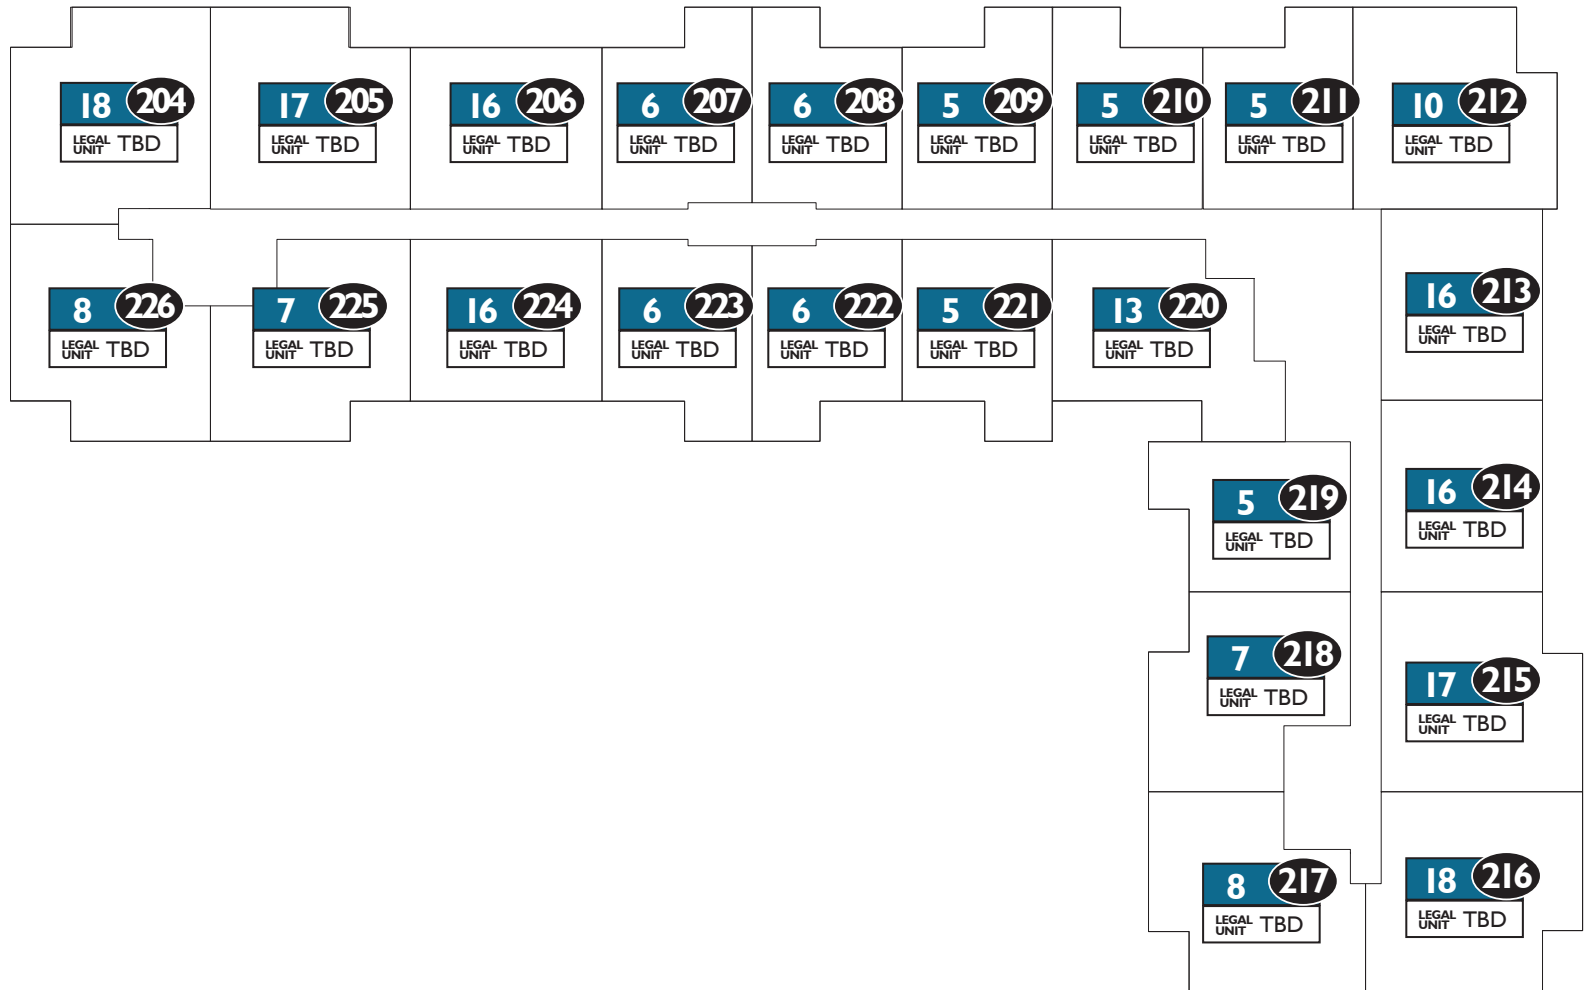 18 204
LEGAL UNIT TBD
17 205
LEGAL UNIT TBD
16 206
LEGAL UNIT TBD
6 207
LEGAL UNIT TBD
6 208
LEGAL UNIT TBD
5 209
LEGAL UNIT TBD
5 210
LEGAL UNIT TBD
5 211
LEGAL UNIT TBD
10 212
LEGAL UNIT TBD
8 226
LEGAL UNIT TBD
7 225
LEGAL UNIT TBD
16 224
LEGAL UNIT TBD
6 223
LEGAL UNIT TBD
6 222
LEGAL UNIT TBD
5 221
LEGAL UNIT TBD
13 220
LEGAL UNIT TBD
16 213
LEGAL UNIT TBD
5 219
LEGAL UNIT TBD
16 214
LEGAL UNIT TBD
7 218
LEGAL UNIT TBD
17 215
LEGAL UNIT TBD
8 217
LEGAL UNIT TBD
18 216
LEGAL UNIT TBD